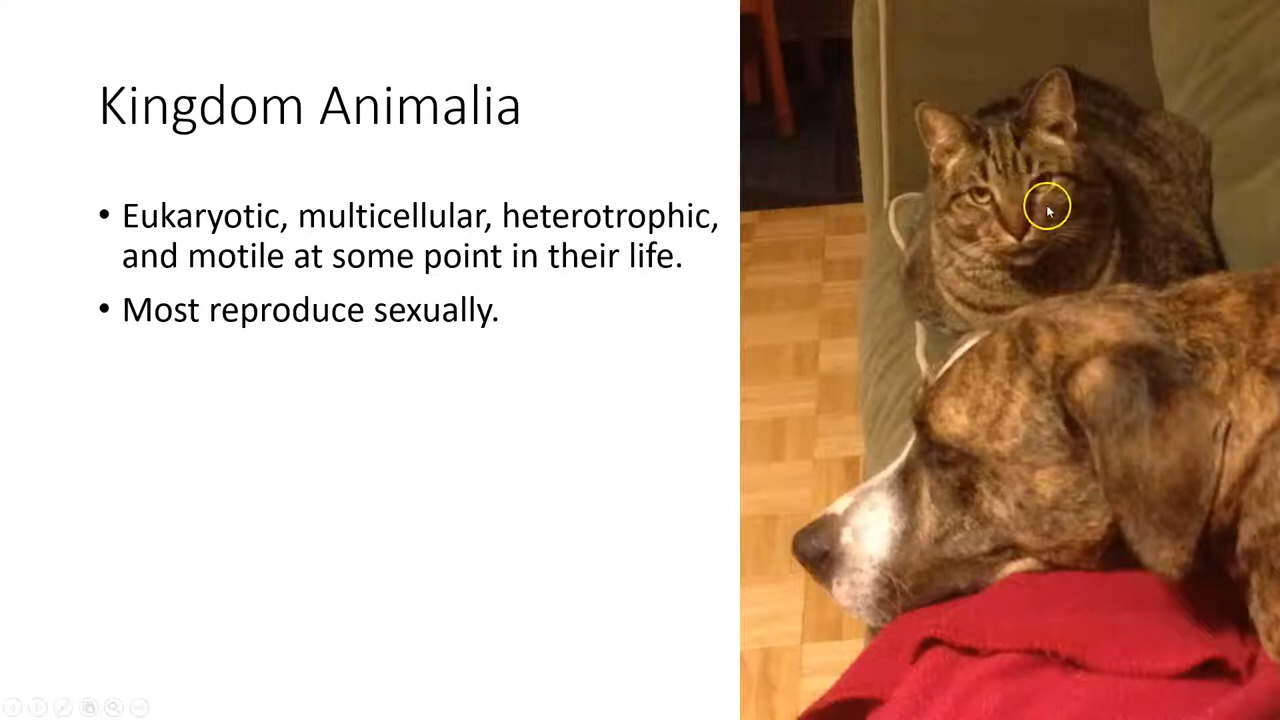 Kingdom Animalia
• Eukaryotic, multicellular, heterotrophic,
and motile at some point in their life.
• Most reproduce sexually.